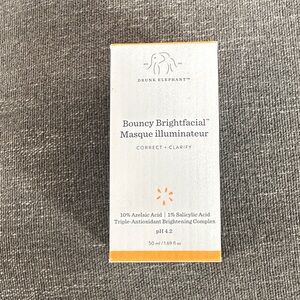 DRUNK ELEPHANT™
Bouncy Brightfacial™
Masque illuminateur
CORRECT + CLARIFY
10% Azelaic Acid | 1% Salicylic Acid
Triple-Antioxidant Brightening Complex
pH 4.2
50 ml / 1.69 fl oz